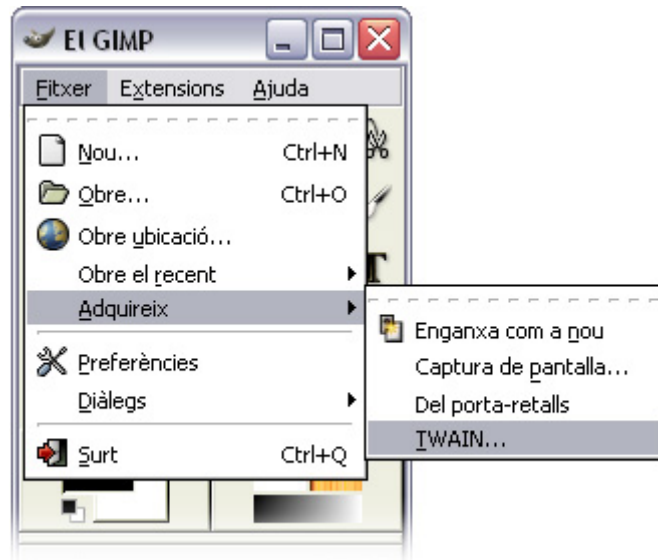 El GIMP
Fitxer Extensions Ajuda
Nou... Ctrl+N
Obre... Ctrl+O
Obre ubicació...
Obre el recent
Adquireix
Enganxa com a nou
Captura de pantalla...
Del porta-retalls
TWAIN...
Preferències
Diàlegs
Surt Ctrl+Q
T